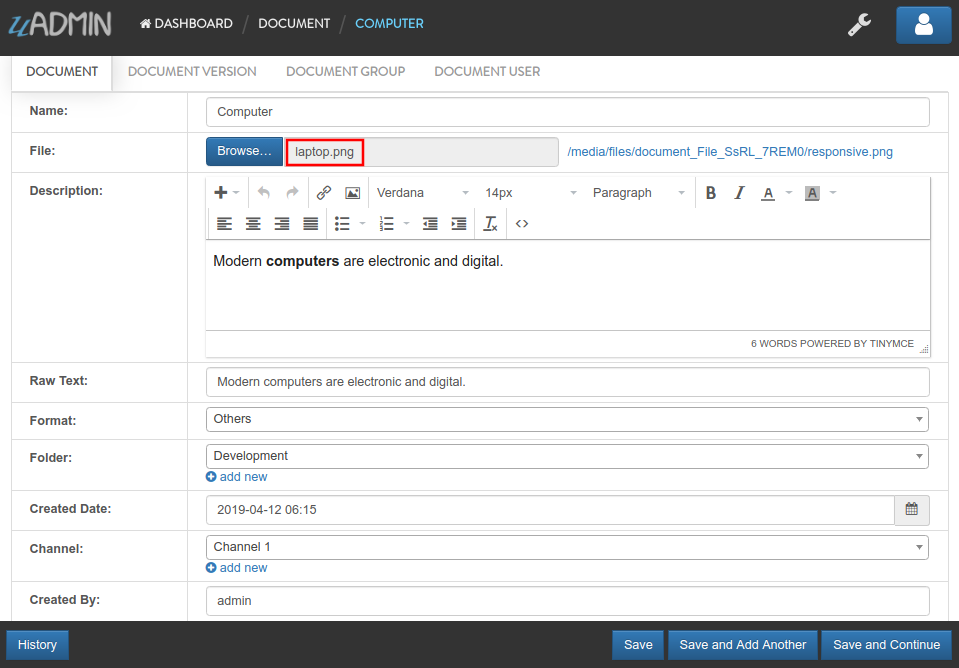 uADMIN DASHBOARD / DOCUMENT / COMPUTER
DOCUMENT DOCUMENT VERSION DOCUMENT GROUP DOCUMENT USER
Name: Computer
File: Browse... laptop.png /media/files/document_File_SsRL_7REM0/responsive.png
Description:
Verdana 14px Paragraph B I A A
Modern computers are electronic and digital.
6 WORDS POWERED BY TINYMCE
Raw Text: Modern computers are electronic and digital.
Format: Others
Folder: Development
add new
Created Date: 2019-04-12 06:15
Channel: Channel 1
add new
Created By: admin
History Save Save and Add Another Save and Continue